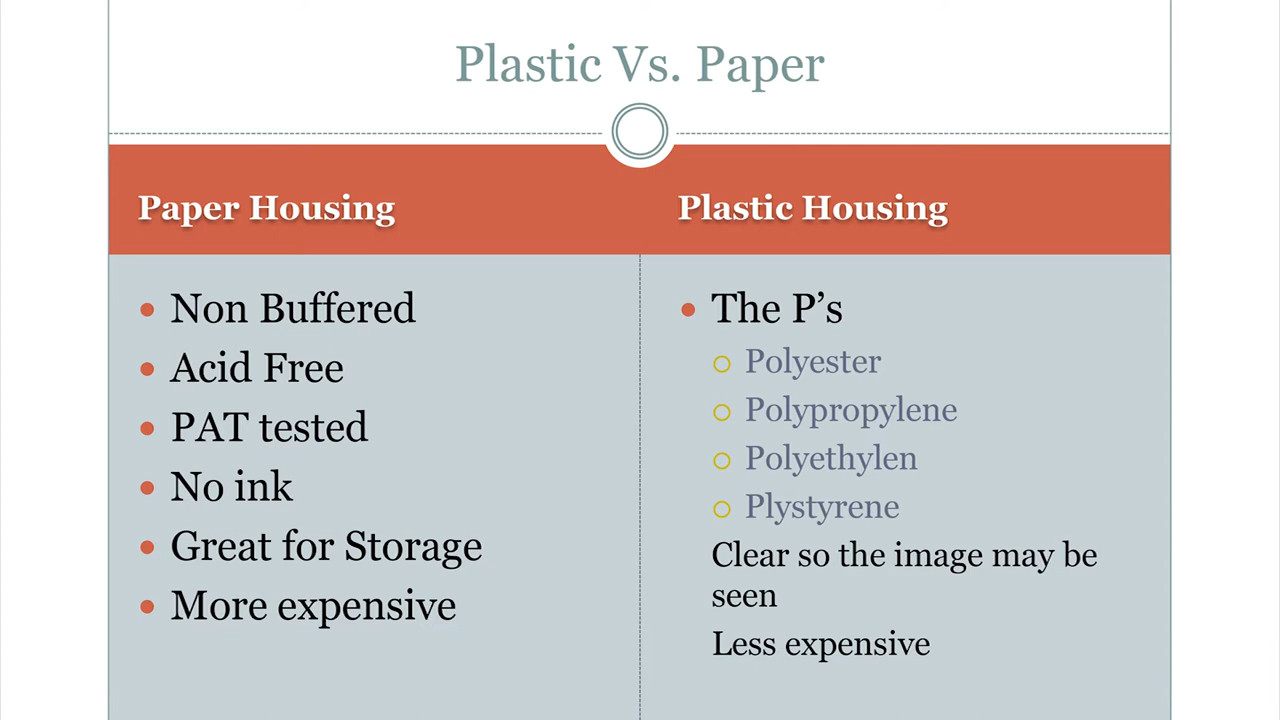 Plastic Vs. Paper
Paper Housing
Non Buffered
Acid Free
PAT tested
No ink
Great for Storage
More expensive
Plastic Housing
The P’s
Polyester
Polypropylene
Polyethylen
Plystyrene
Clear so the image may be
seen
Less expensive